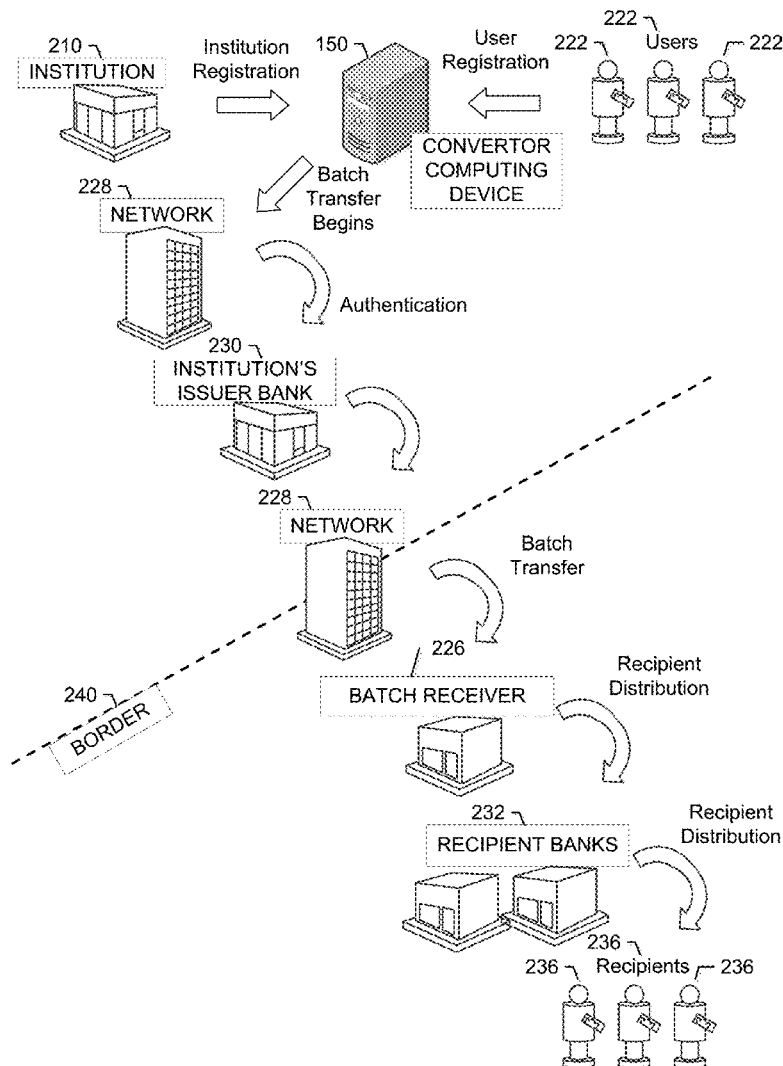 222
210
150
222
Users
222
INSTITUTION
Institution
Registration
User
Registration
CONVERTOR
COMPUTING
DEVICE
Batch
Transfer
Begins
228
NETWORK
Authentication
230
INSTITUTION'S
ISSUER BANK
228
NETWORK
Batch
Transfer
226
BATCH RECEIVER
Recipient
Distribution
240
BORDER
232
RECIPIENT BANKS
Recipient
Distribution
236
236
Recipients
236